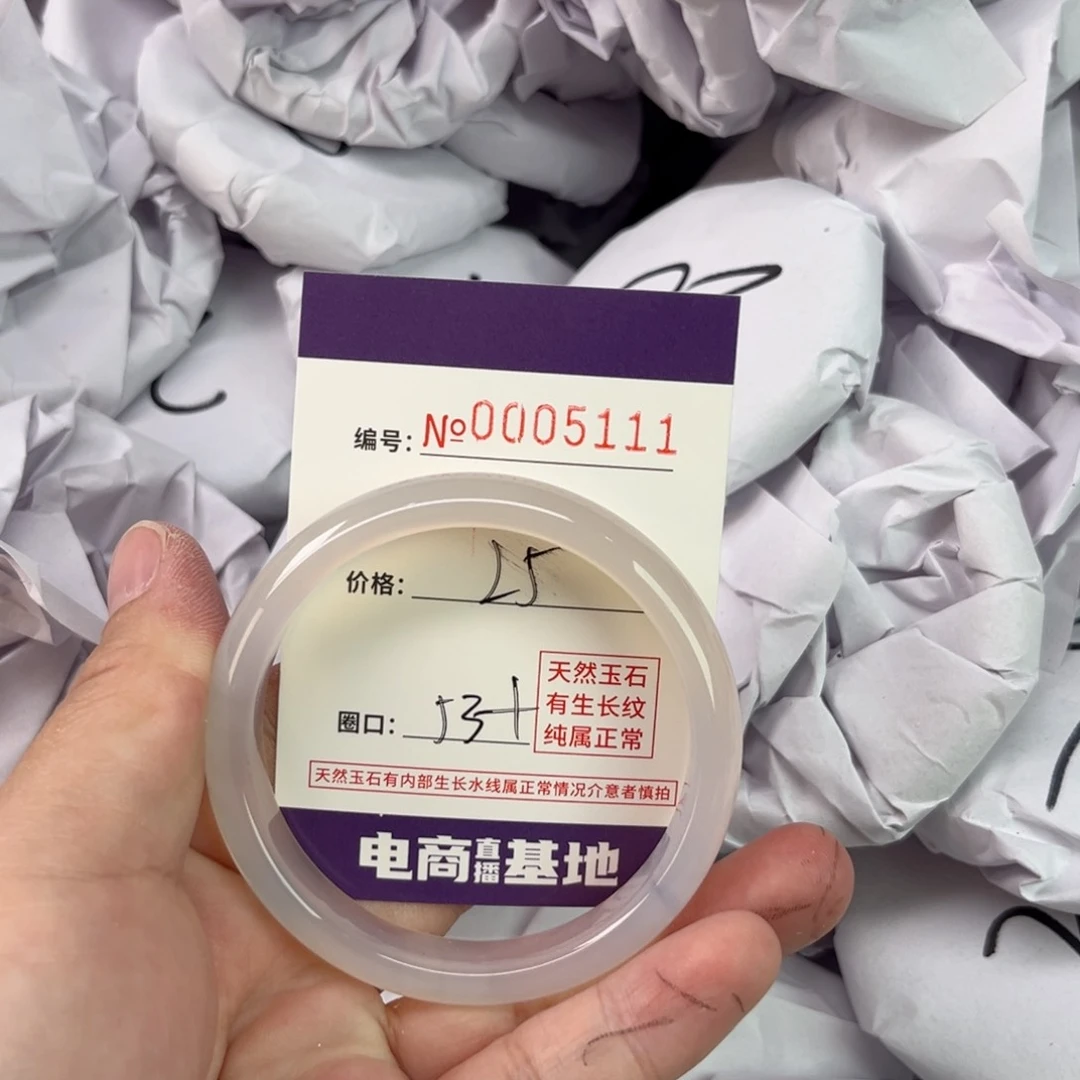 编号: №0005111
价格: 25
圈口: 53+
天然玉石
有生长纹
纯属正常
天然玉石有内部生长水线属正常情况介意者慎拍
电商直播基地